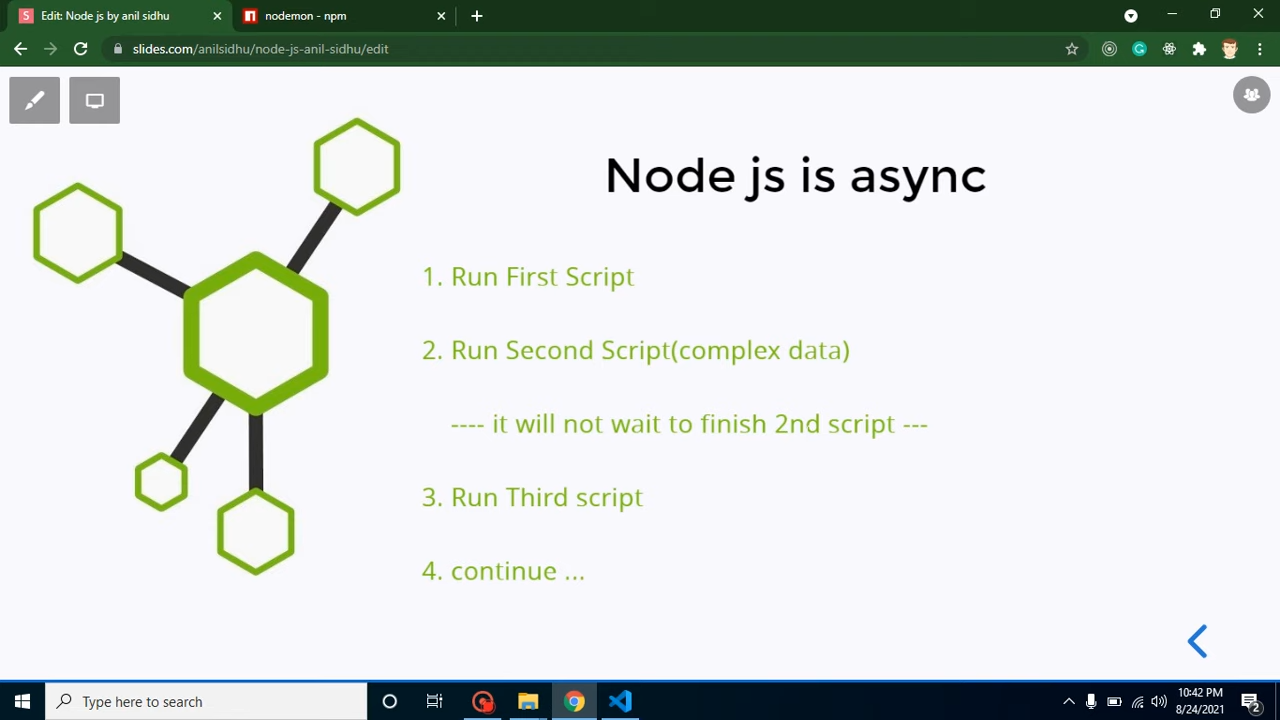 Edit: Node js by anil sidhu
nodemon - npm
slides.com/anilsidhu/node-js-anil-sidhu/edit
Node js is async
1. Run First Script
2. Run Second Script(complex data)
---- it will not wait to finish 2nd script ---
3. Run Third script
4. continue ...
Type here to search
10:42 PM
8/24/2021
2